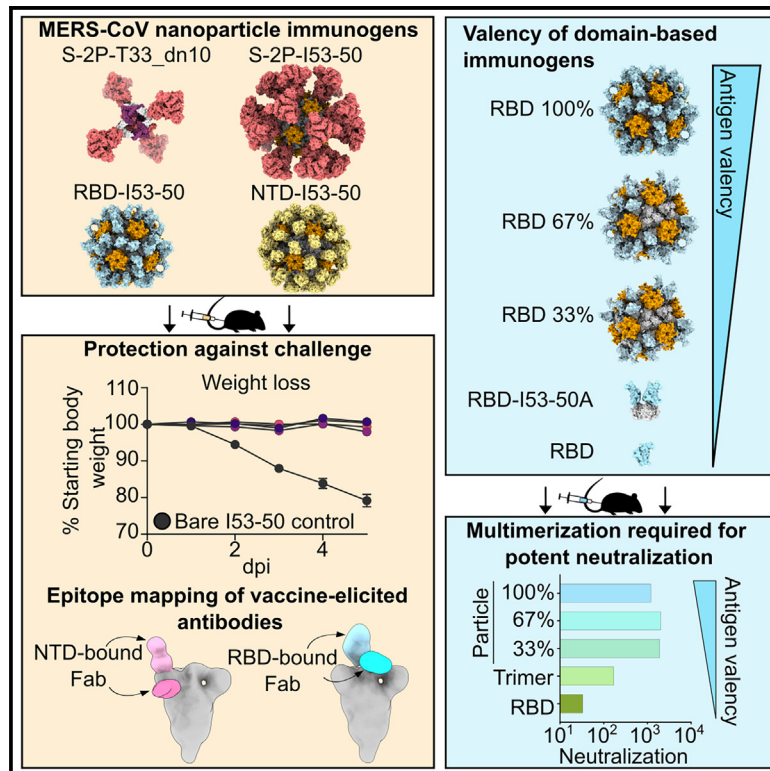 MERS-CoV nanoparticle immunogens
S-2P-T33_dn10
S-2P-I53-50
RBD-I53-50
NTD-I53-50
Protection against challenge
Weight loss
% Starting body
weight
110
100
90
80
70
0
2
4
dpi
Bare I53-50 control
Epitope mapping of vaccine-elicited
antibodies
NTD-bound
Fab
RBD-bound
Fab
Valency of domain-based
immunogens
RBD 100%
RBD 67%
RBD 33%
RBD-I53-50A
RBD
Antigen valency
Multimerization required for
potent neutralization
Particle
100%
67%
33%
Trimer
RBD
10¹
10²
10³
10⁴
Neutralization
Antigen valency